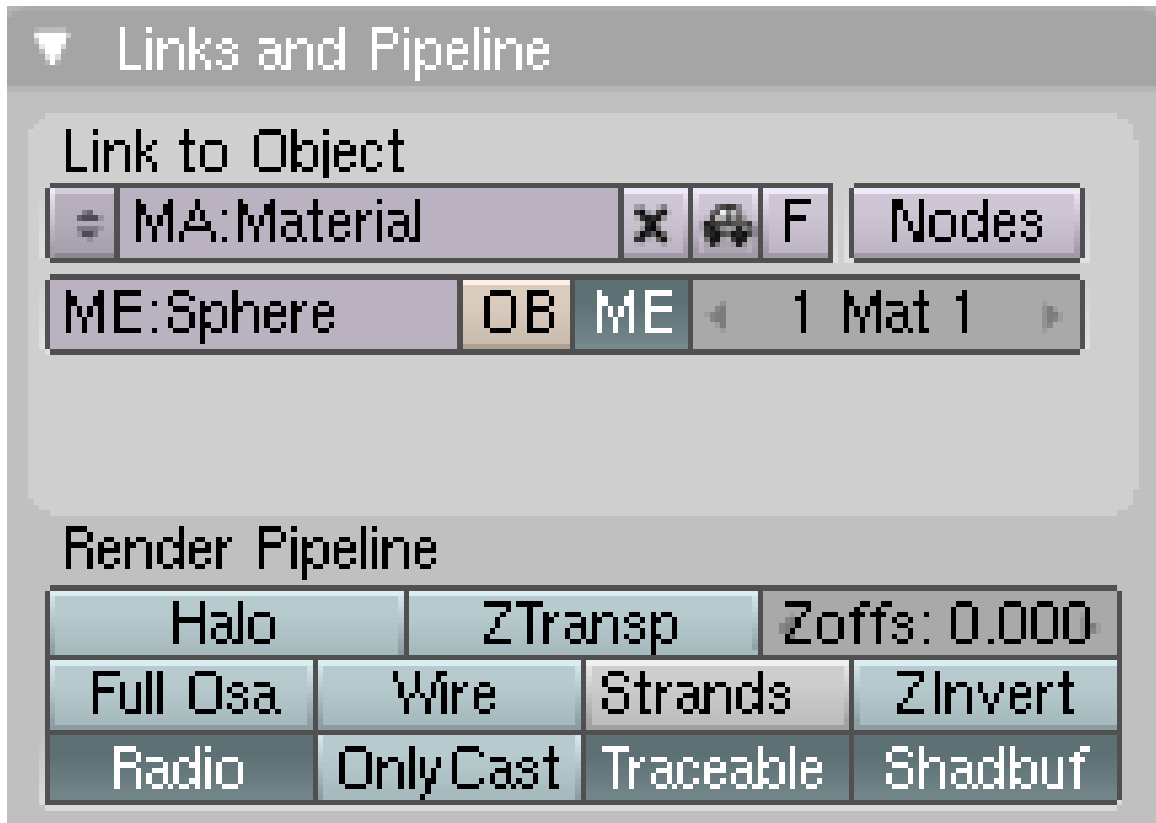 Links and Pipeline
Link to Object
MA:Material X F Nodes
ME:Sphere OB ME 1 Mat 1
Render Pipeline
Halo ZTransp Zoffs: 0.000
Full Osa Wire Strands ZInvert
Radio OnlyCast Traceable Shadbuf